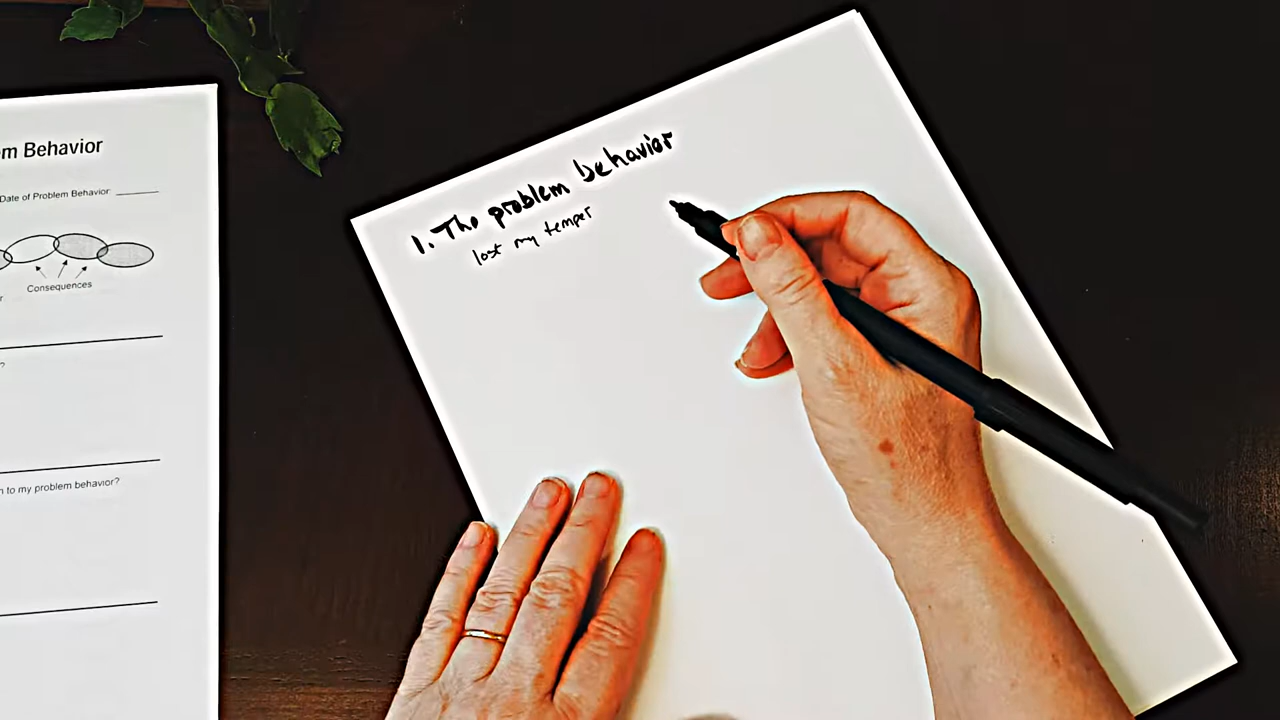 m Behavior
Date of Problem Behavior:
Consequences
r
?
n to my problem behavior?
1. The problem behavior
lost my temper